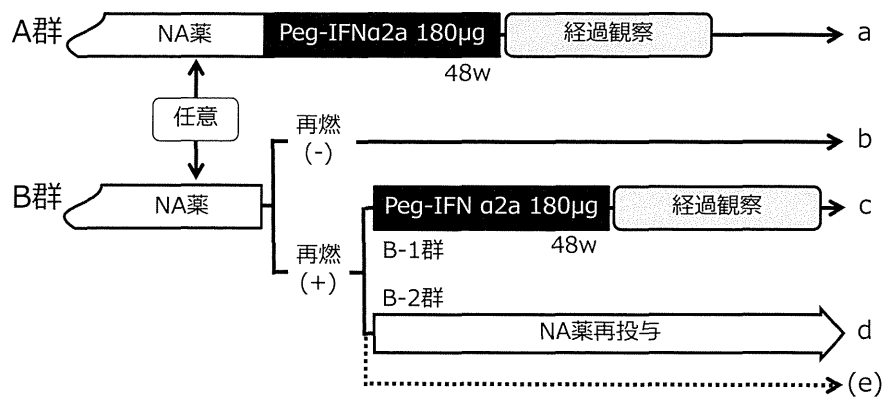 A群
NA薬
Peg-IFNα2a 180μg
経過観察
a
48w
任意
再燃
(-)
b
B群
NA薬
Peg-IFN α2a 180μg
経過観察
c
48w
B-1群
再燃
(+)
B-2群
NA薬再投与
d
(e)